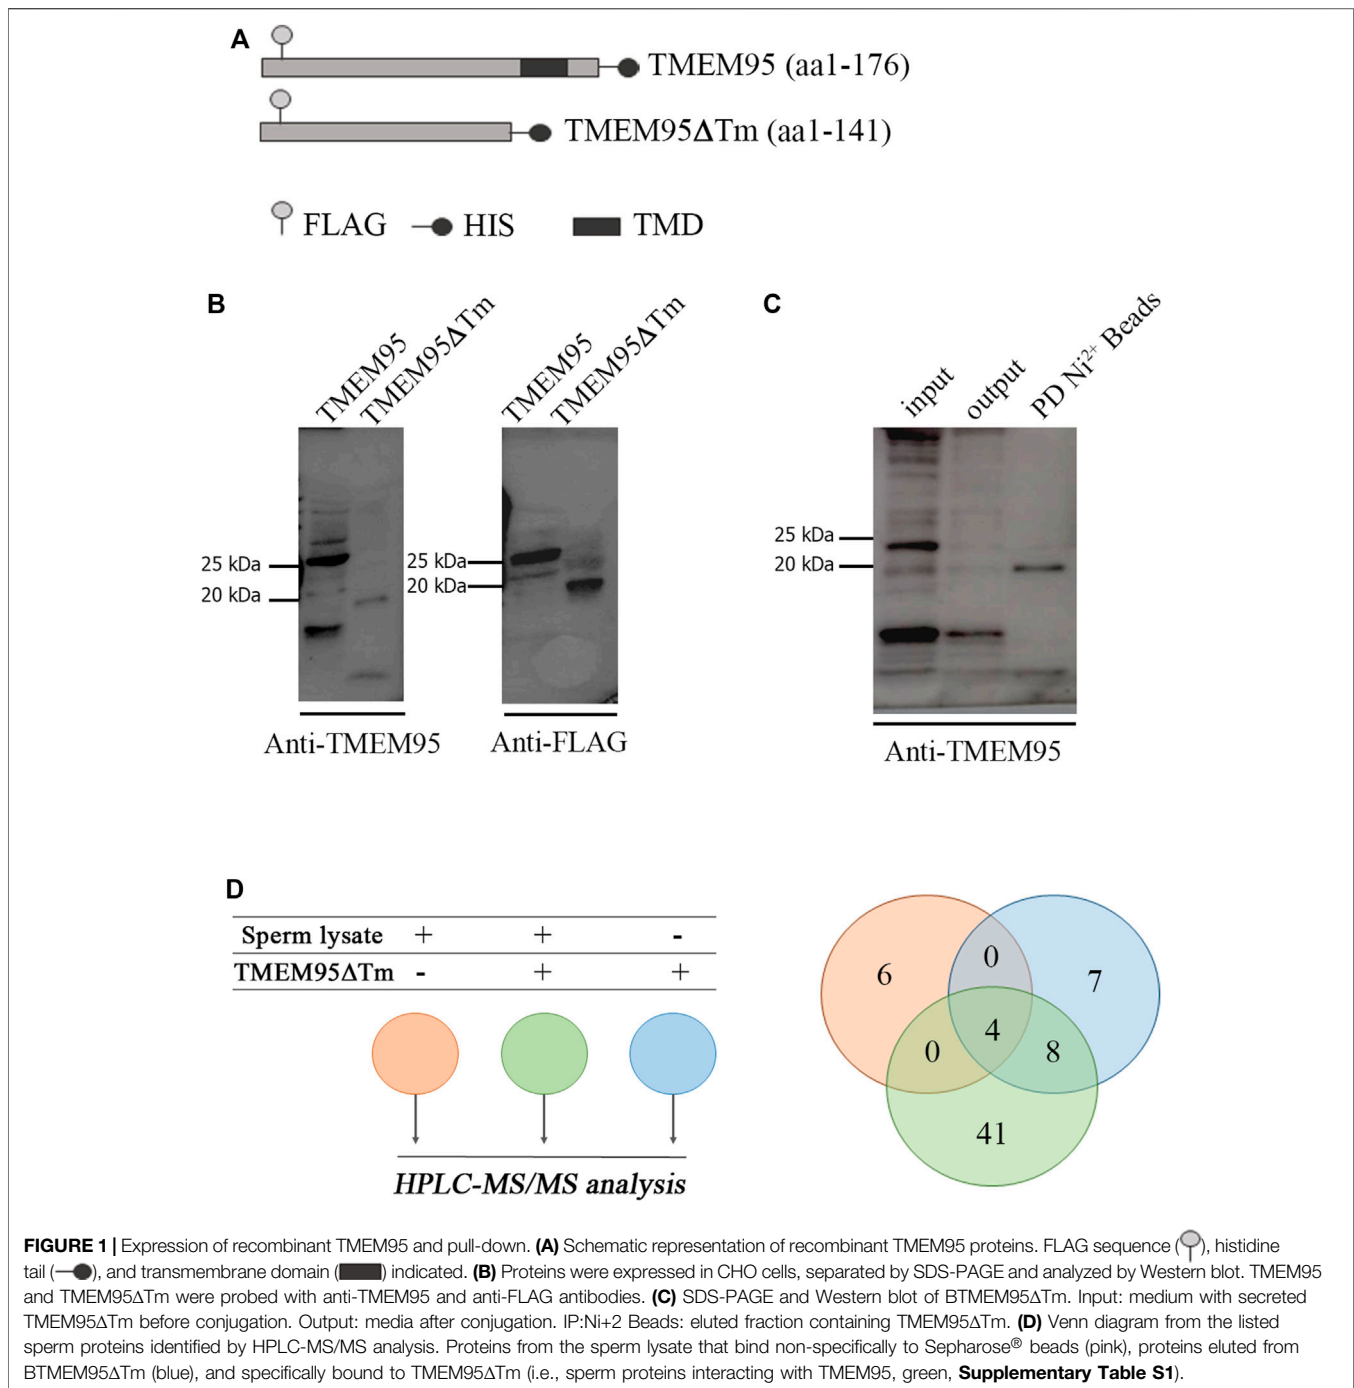 A
TMEM95 (aa1-176)
TMEM95ΔTm (aa1-141)
FLAG HIS TMD
B
TMEM95
TMEM95ΔTm
25 kDa
20 kDa
Anti-TMEM95
TMEM95
TMEM95ΔTm
25 kDa
20 kDa
Anti-FLAG
C
input
output
PD Ni²⁺ Beads
25 kDa
20 kDa
Anti-TMEM95
D
Sperm lysate + + -
TMEM95ΔTm - + +
HPLC-MS/MS analysis
6
0
7
0
4
8
41
FIGURE 1 | Expression of recombinant TMEM95 and pull-down. (A) Schematic representation of recombinant TMEM95 proteins. FLAG sequence ( ), histidine
tail ( ), and transmembrane domain ( ) indicated. (B) Proteins were expressed in CHO cells, separated by SDS-PAGE and analyzed by Western blot. TMEM95
and TMEM95ΔTm were probed with anti-TMEM95 and anti-FLAG antibodies. (C) SDS-PAGE and Western blot of BTMEM95ΔTm. Input: medium with secreted
TMEM95ΔTm before conjugation. Output: media after conjugation. IP:Ni+2 Beads: eluted fraction containing TMEM95ΔTm. (D) Venn diagram from the listed
sperm proteins identified by HPLC-MS/MS analysis. Proteins from the sperm lysate that bind non-specifically to Sepharose® beads (pink), proteins eluted from
BTMEM95ΔTm (blue), and specifically bound to TMEM95ΔTm (i.e., sperm proteins interacting with TMEM95, green, Supplementary Table S1).